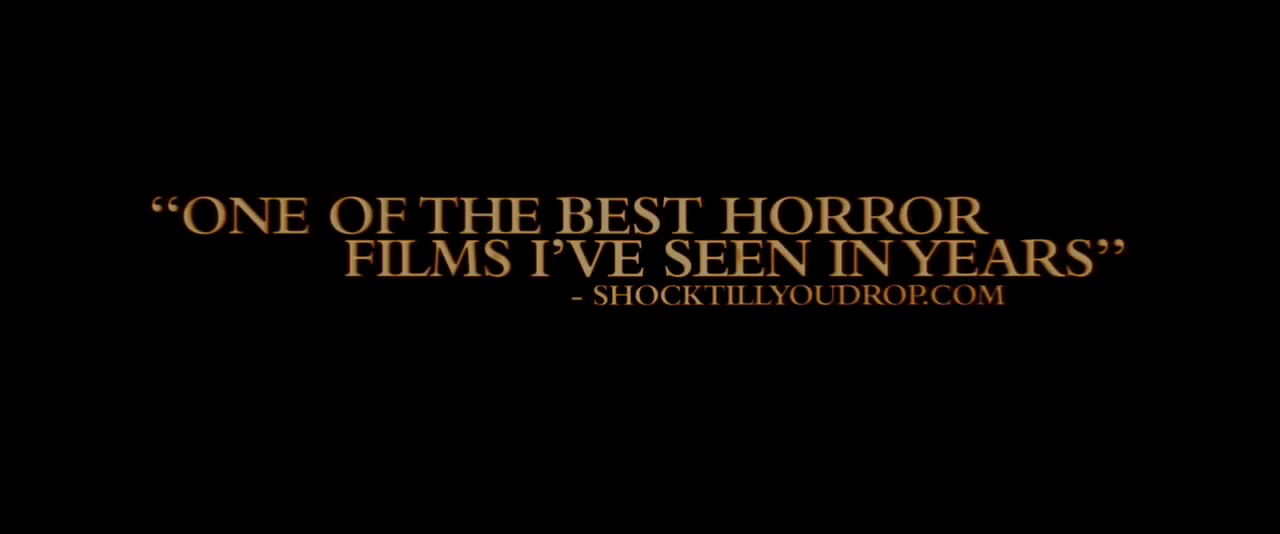 “ONE OF THE BEST HORROR
FILMS I’VE SEEN IN YEARS”
- SHOCKTILLYOUDROP.COM